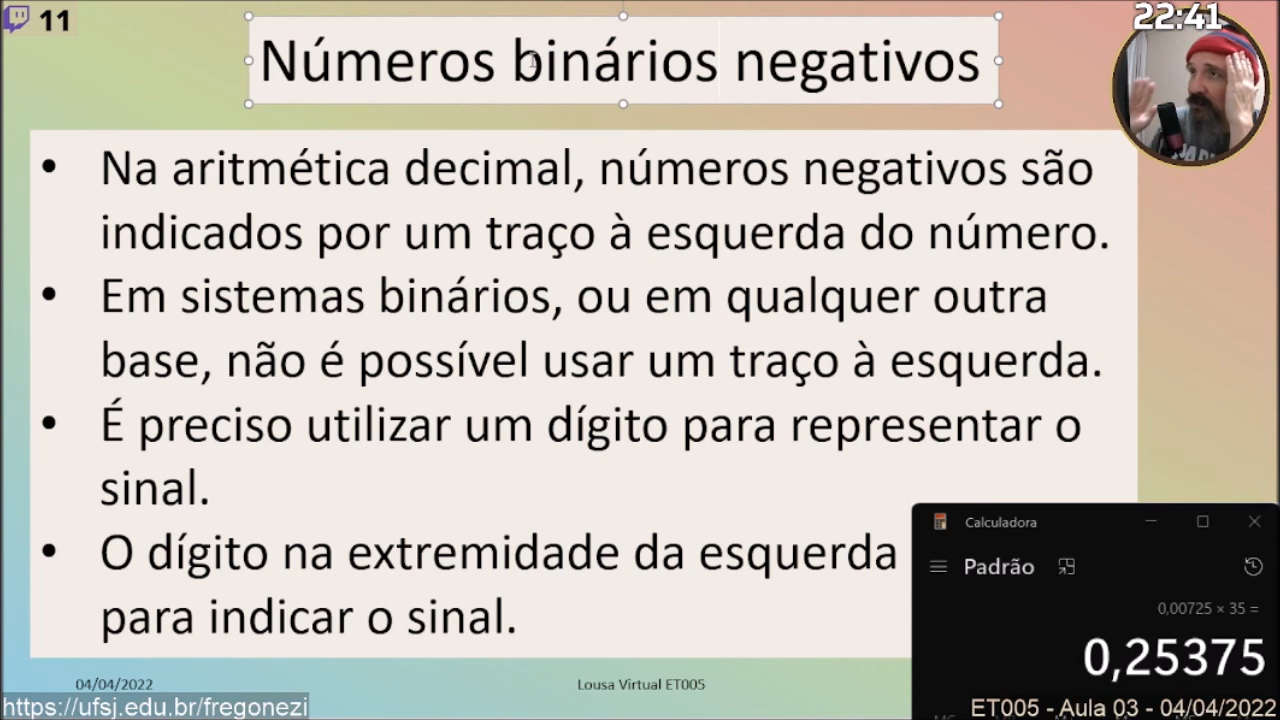 11
22:41
Números binários negativos
• Na aritmética decimal, números negativos são
indicados por um traço à esquerda do número.
• Em sistemas binários, ou em qualquer outra
base, não é possível usar um traço à esquerda.
• É preciso utilizar um dígito para representar o
sinal.
• O dígito na extremidade da esquerda
para indicar o sinal.
Calculadora
Padrão
0,00725 × 35 =
0,25375
04/04/2022
Lousa Virtual ET005
https://ufsj.edu.br/fregonezi
ET005 - Aula 03 - 04/04/2022